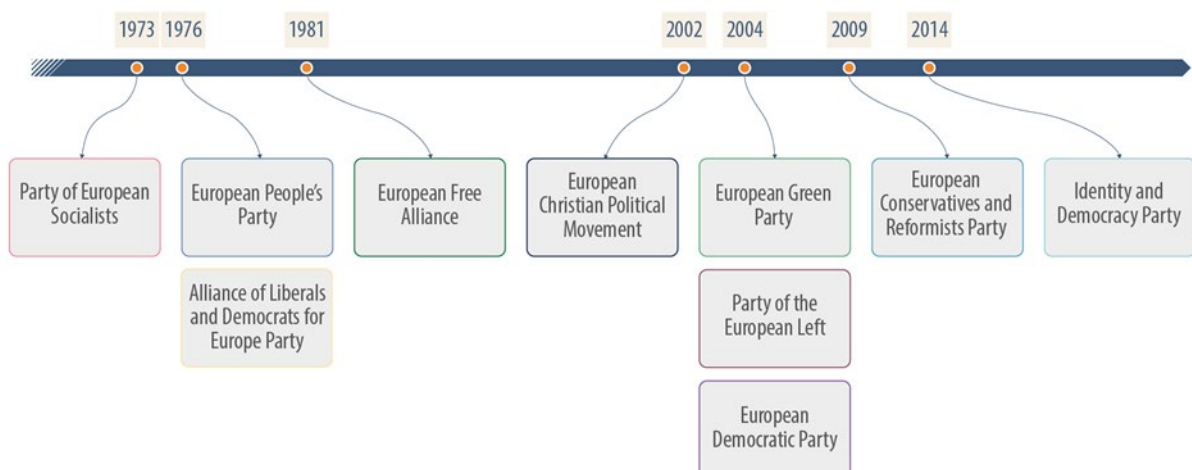 1973 1976 1981 2002 2004 2009 2014
Party of European
Socialists
European People's
Party
Alliance of Liberals
and Democrats for
Europe Party
European Free
Alliance
European
Christian Political
Movement
European Green
Party
Party of the
European Left
European
Democratic Party
European
Conservatives and
Reformists Party
Identity and
Democracy Party